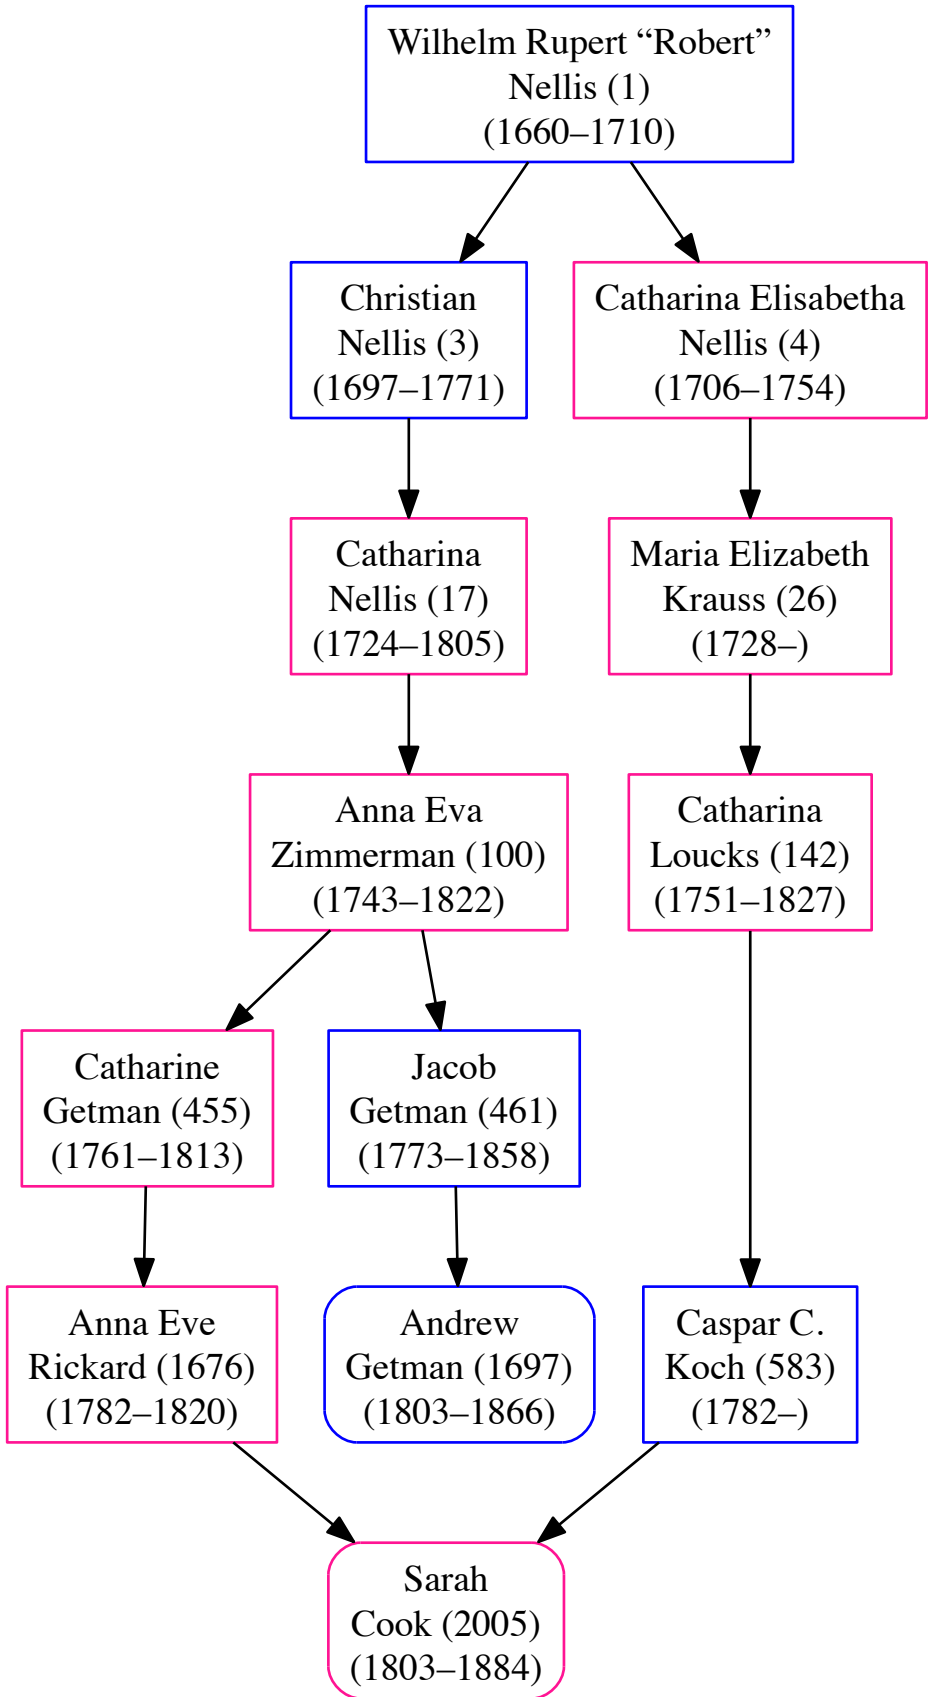 Wilhelm Rupert “Robert”
Nellis (1)
(1660–1710)
Christian
Nellis (3)
(1697–1771)
Catharina Elisabetha
Nellis (4)
(1706–1754)
Catharina
Nellis (17)
(1724–1805)
Maria Elizabeth
Krauss (26)
(1728–)
Anna Eva
Zimmerman (100)
(1743–1822)
Catharina
Loucks (142)
(1751–1827)
Catharine
Getman (455)
(1761–1813)
Jacob
Getman (461)
(1773–1858)
Anna Eve
Rickard (1676)
(1782–1820)
Andrew
Getman (1697)
(1803–1866)
Caspar C.
Koch (583)
(1782–)
Sarah
Cook (2005)
(1803–1884)